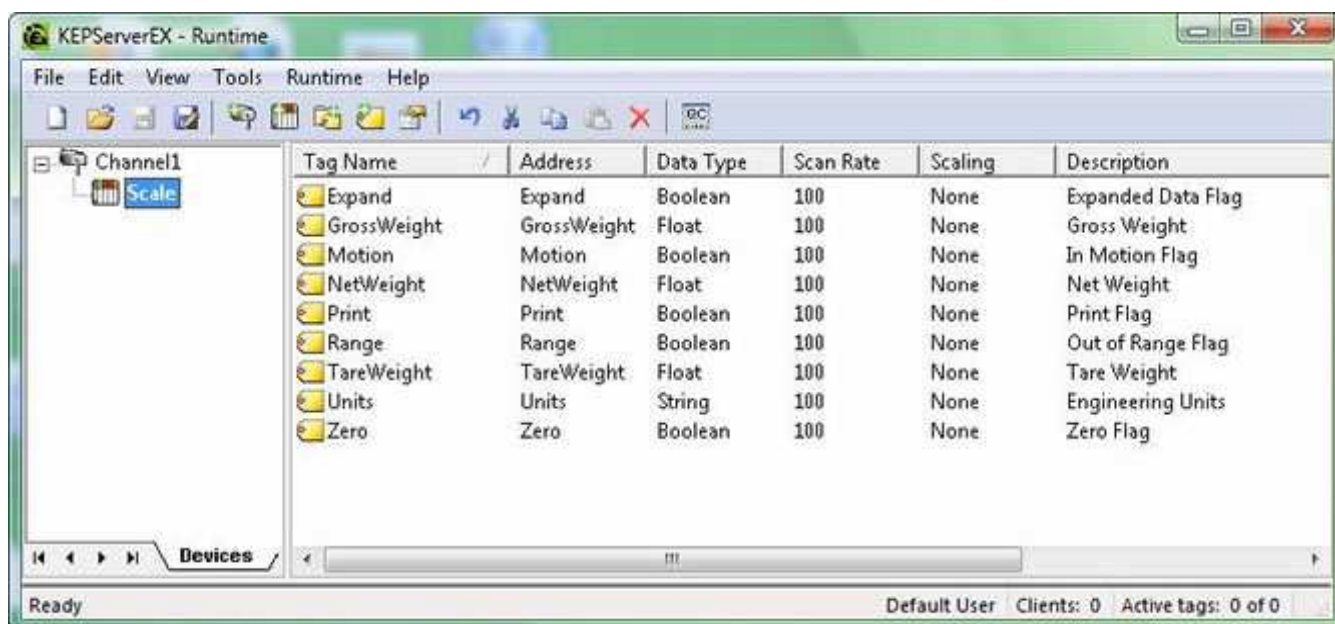 KEPServerEX - Runtime
File Edit View Tools Runtime Help
QC
Channel1
Scale
Tag Name / Address Data Type Scan Rate Scaling Description
Expand Expand Boolean 100 None Expanded Data Flag
GrossWeight GrossWeight Float 100 None Gross Weight
Motion Motion Boolean 100 None In Motion Flag
NetWeight NetWeight Float 100 None Net Weight
Print Print Boolean 100 None Print Flag
Range Range Boolean 100 None Out of Range Flag
TareWeight TareWeight Float 100 None Tare Weight
Units Units String 100 None Engineering Units
Zero Zero Boolean 100 None Zero Flag
Devices
Ready Default User Clients: 0 Active tags: 0 of 0